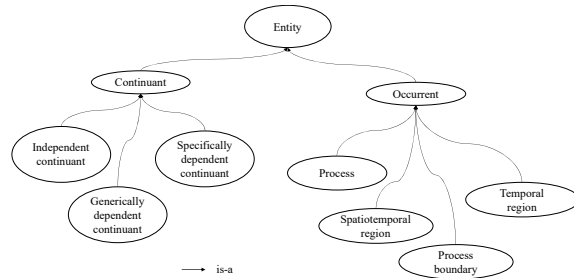 Entity
Continuant
Occurrent
Independent
continuant
Specifically
dependent
continuant
Generically
dependent
continuant
Process
Temporal
region
Spatiotemporal
region
Process
boundary
is-a